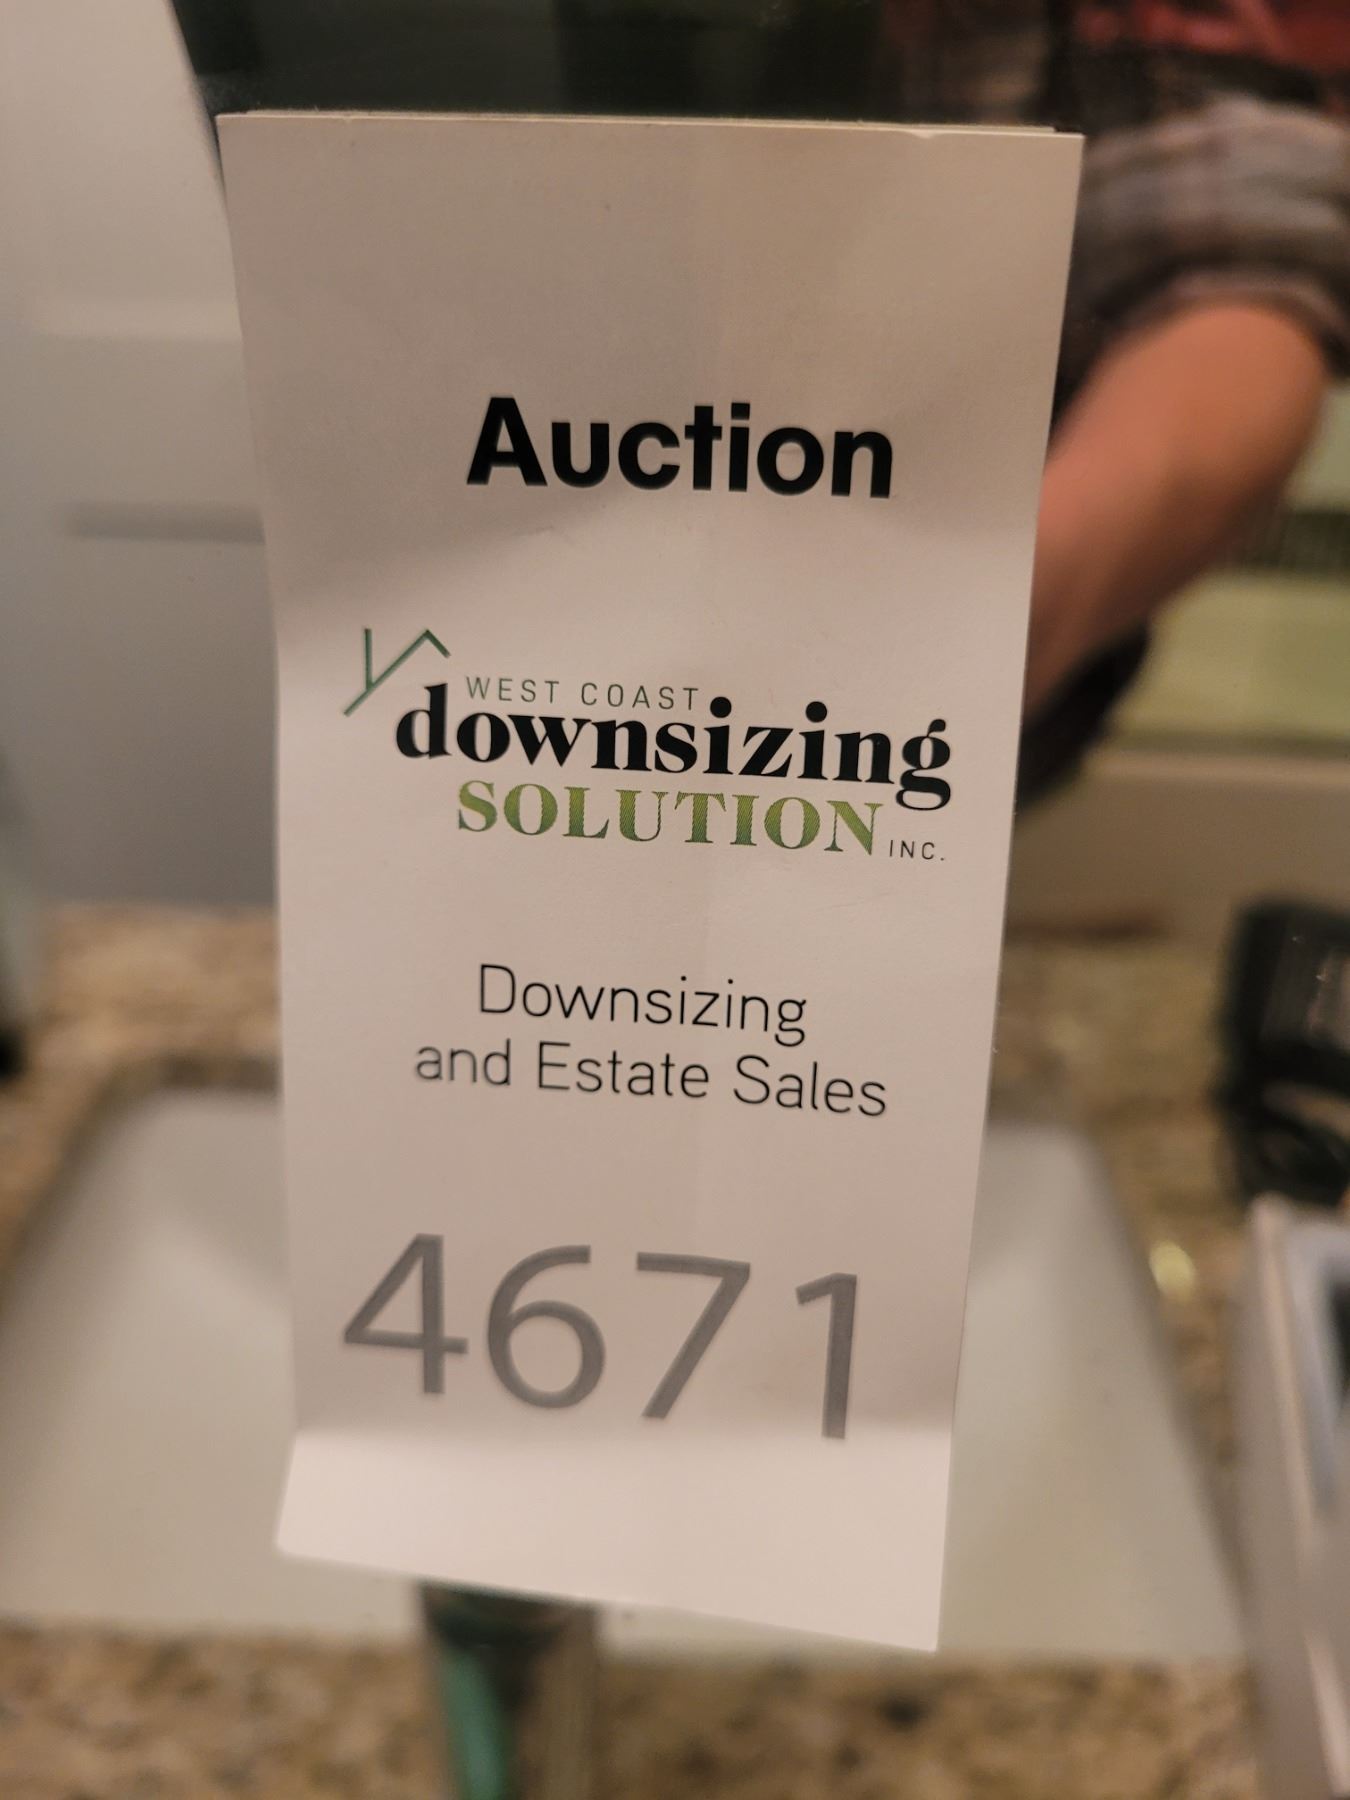 Auction
WEST COAST
downsizing
SOLUTION INC.
Downsizing
and Estate Sales
4671